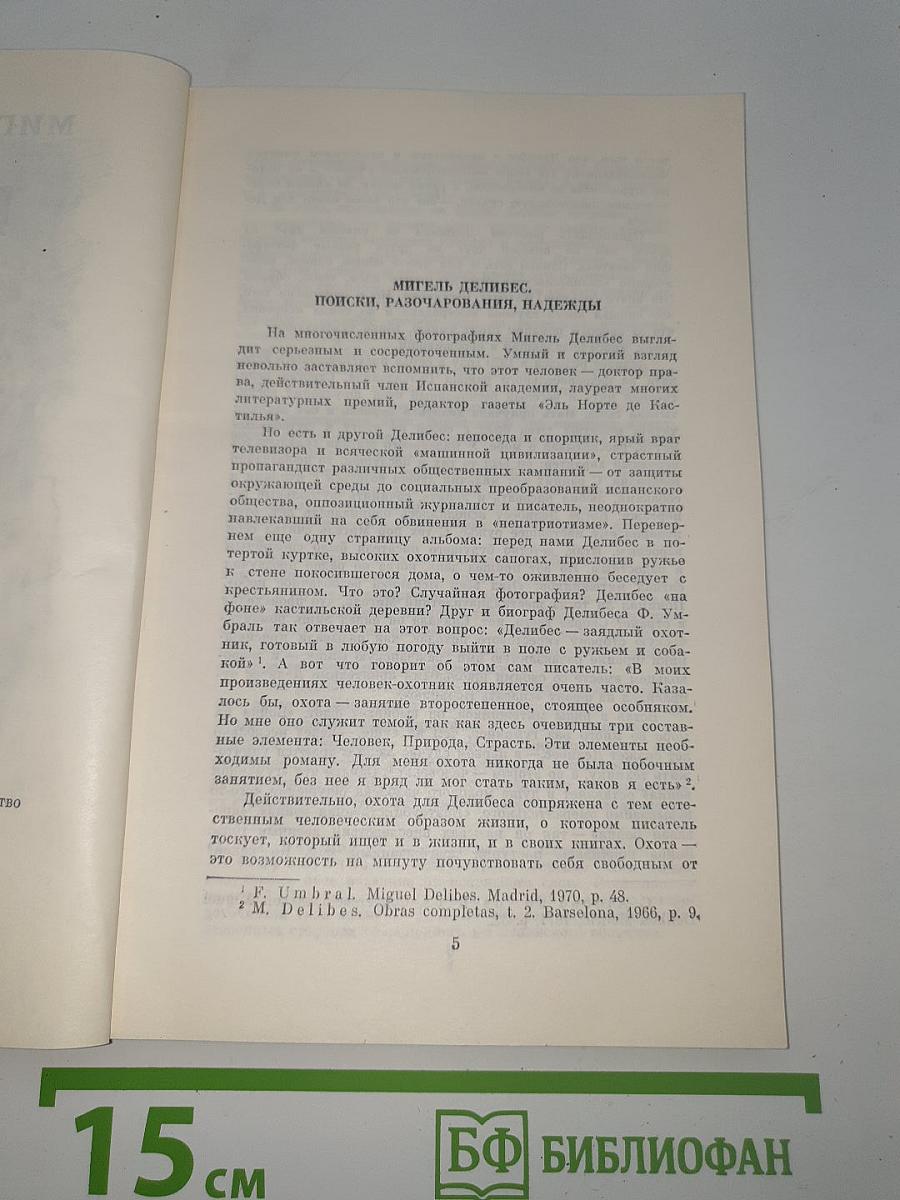 МИГЕЛЬ ДЕЛИБЕС.
ПОИСКИ, РАЗОЧАРОВАНИЯ, НАДЕЖДЫ
На многочисленных фотографиях Мигель Делибес выгля-
дит серьезным и сосредоточенным. Умный и строгий взгляд
невольно заставляет вспомнить, что этот человек — доктор пра-
ва, действительный член Испанской академии, лауреат многих
литературных премий, редактор газеты «Эль Норте де Кас-
тилья».
Но есть и другой Делибес: непоседа и спорщик, ярый враг
телевизора и всяческой «машинной цивилизации», страстный
пропагандист различных общественных кампаний — от защиты
окружающей среды до социальных преобразований испанского
общества, оппозиционный журналист и писатель, неоднократно
навлекавший на себя обвинения в «непатриотизме». Перевер-
нем еще одну страницу альбома: перед нами Делибес в по-
тертой куртке, высоких охотничьих сапогах, прислонив ружье
к стене покосившегося дома, о чем-то оживленно беседует с
крестьянином. Что это? Случайная фотография? Делибес «на
фоне» кастильской деревни? Друг и биограф Делибеса Ф. Ум-
браль так отвечает на этот вопрос: «Делибес — заядлый охот-
ник, готовый в любую погоду выйти в поле с ружьем и соба-
кой» ¹. А вот что говорит об этом сам писатель: «В моих
произведениях человек-охотник появляется очень часто. Каза-
лось бы, охота — занятие второстепенное, стоящее особняком.
Но мне оно служит темой, так как здесь очевидны три состав-
ные элемента: Человек, Природа, Страсть. Эти элементы необ-
ходимы роману. Для меня охота никогда не была побочным
занятием, без нее я вряд ли мог стать таким, каков я есть» ².
Действительно, охота для Делибеса сопряжена с тем есте-
ственным человеческим образом жизни, о котором писатель
тоскует, который ищет и в жизни, и в своих книгах. Охота —
это возможность на минуту почувствовать себя свободным от
¹ F. Umbral. Miguel Delibes. Madrid, 1970, p. 48.
² M. Delibes. Obras completas, t. 2. Barselona, 1966, p. 9.
5
тво
15 см
БФ БИБЛИОФАН